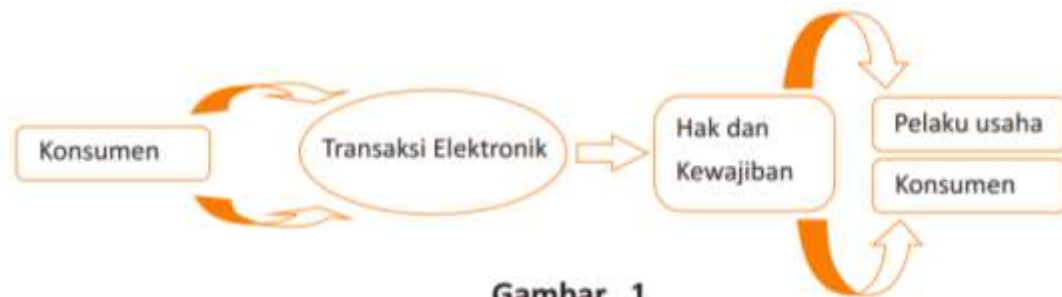 Konsumen
Transaksi Elektronik
Hak dan
Kewajiban
Pelaku usaha
Konsumen
Gambar 1